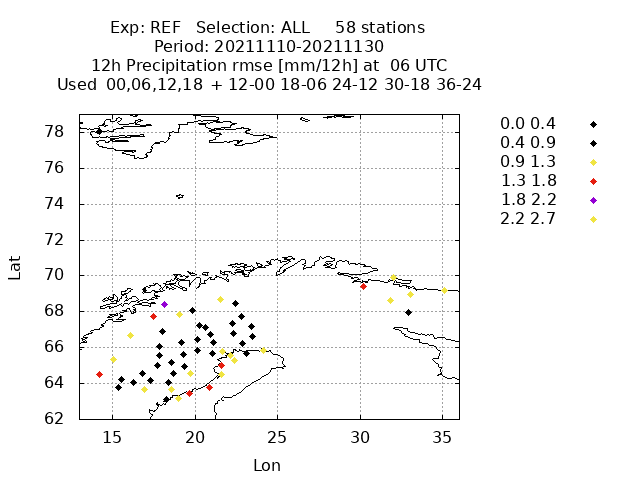 Exp: REF   Selection: ALL     58 stations
Period: 20211110-20211130
12h Precipitation rmse [mm/12h] at  06 UTC
Used  00,06,12,18  + 12-00 18-06 24-12  30-18  36-24
0.0 0.4
0.4 0.9
0.9 1.3
1.3 1.8
1.8 2.2
2.2 2.7
78
76
74
72
70
68
66
64
62
Lat
15 20 25 30 35
Lon